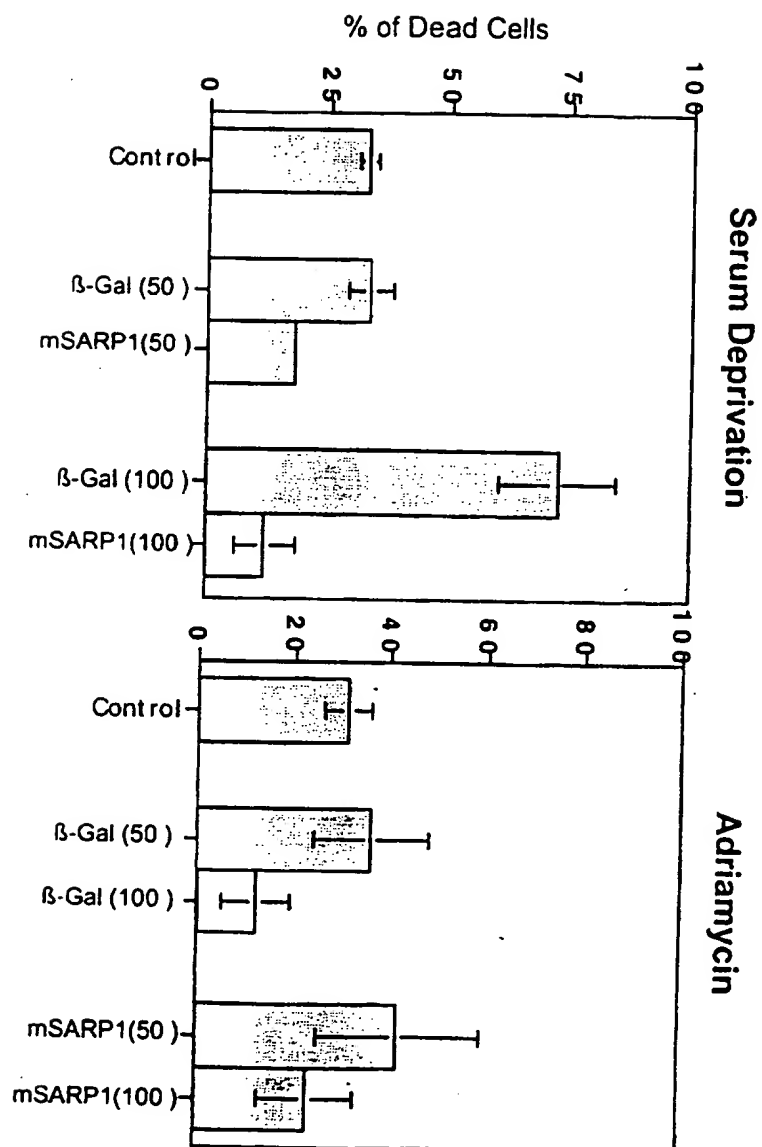 % of Dead Cells
0 25 50 75 100
Serum Deprivation
Control
ß-Gal (50)
mSARP1(50)
ß-Gal (100)
mSARP1(100)
0 20 40 60 80 100
Adriamycin
Control
ß-Gal (50)
ß-Gal (100)
mSARP1(50)
mSARP1(100)